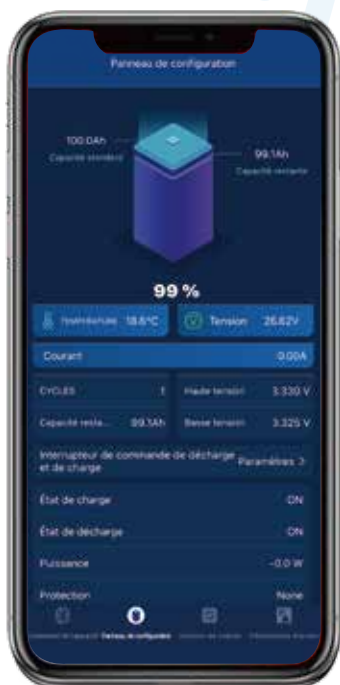 Panneau de configuration
100.0Ah
Capacité standard
99.1Ah
Capacité restante
99 %
TEMPÉRATURE 18.6°C
Tension 26.62V
Courant 0.00A
CYCLES 1
Haute tension 3.330 V
Capacité resta... 99.1Ah
Basse tension 3.325 V
Interrupteur de commande de décharge et de charge
Paramètres >
État de charge ON
État de décharge ON
Puissance -0.0 W
Protection None
Panneau de configuration